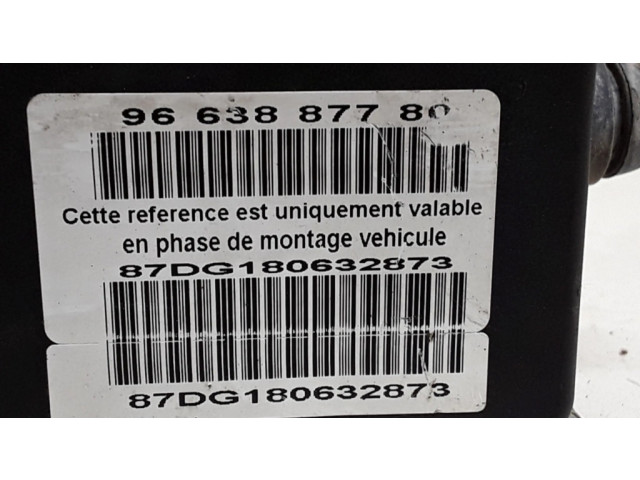 96 638 877 80
Cette reference est uniquement valable
en phase de montage vehicule
87DG180632873
87DG180632873